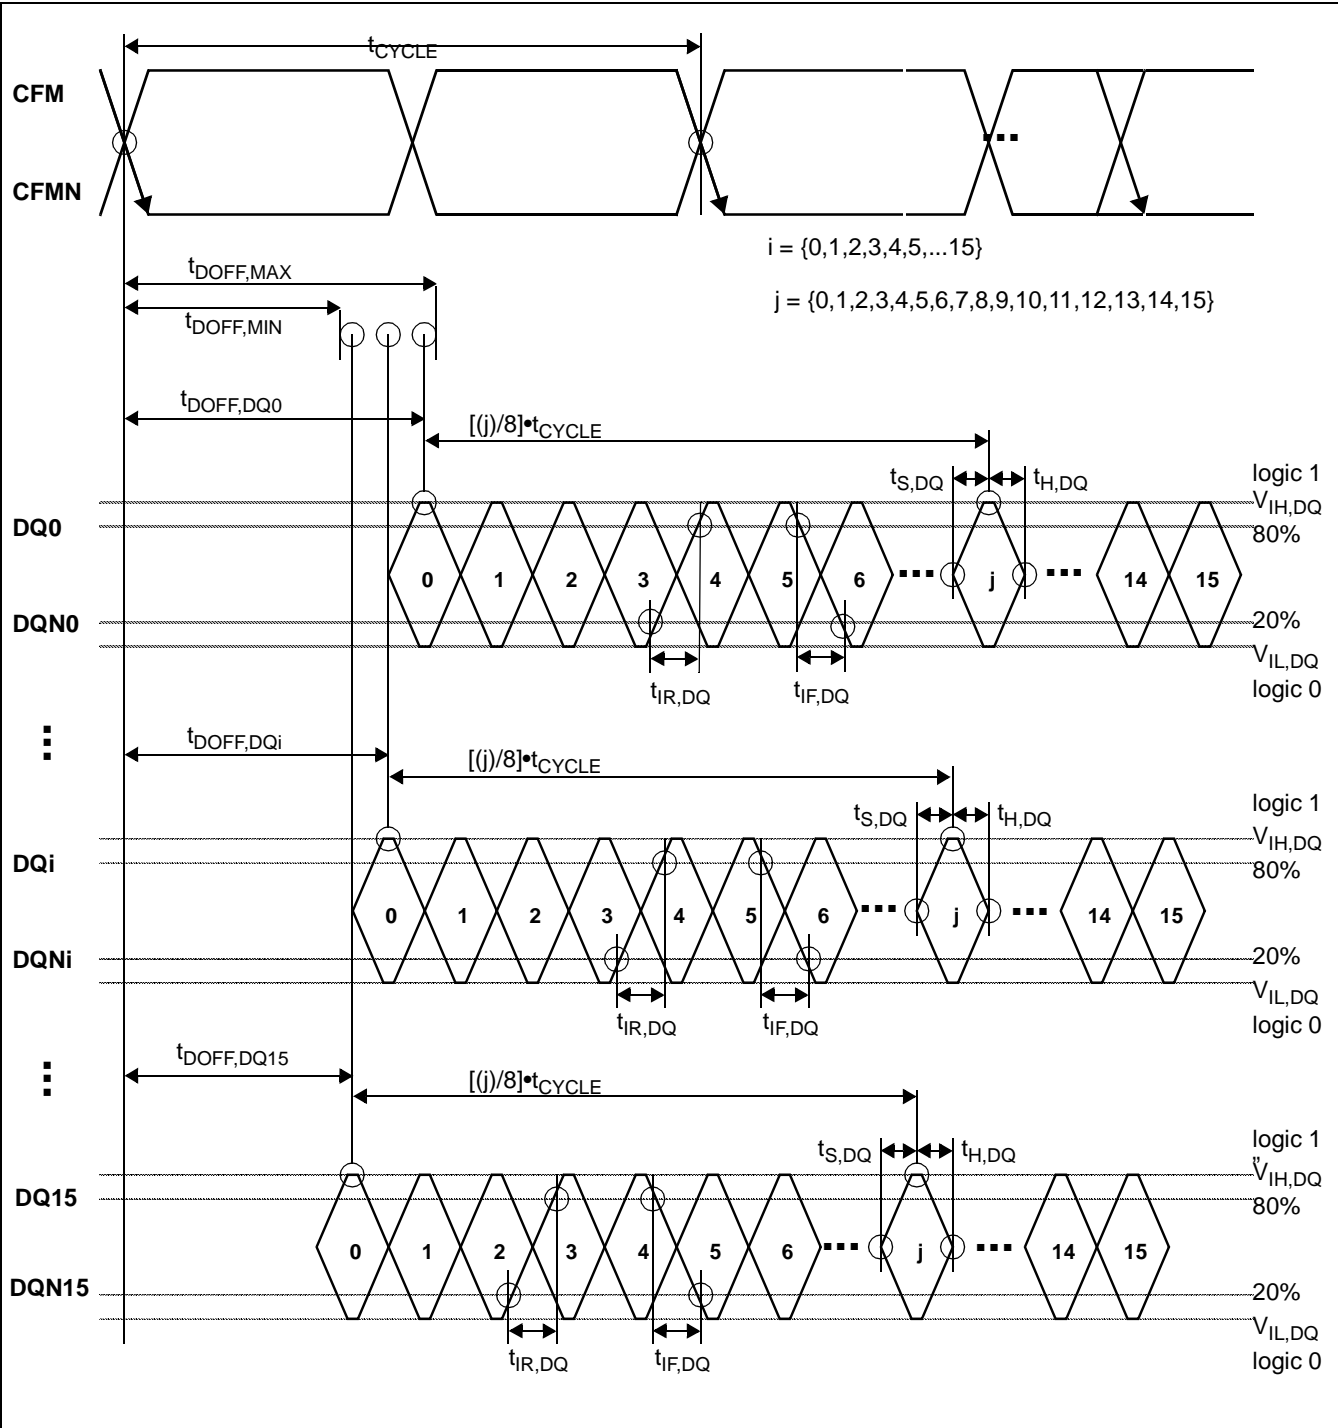 tCYCLE
CFM
CFMN
i = {0,1,2,3,4,5,...15}
tDOFF,MAX
j = {0,1,2,3,4,5,6,7,8,9,10,11,12,13,14,15}
tDOFF,MIN
tDOFF,DQ0
[(j)/8]•tCYCLE
tS,DQ tH,DQ logic 1
VIH,DQ
DQ0 80%
0 1 2 3 4 5 6 ... j ... 14 15
DQN0 20%
VIL,DQ
tIR,DQ tIF,DQ logic 0
tDOFF,DQi
[(j)/8]•tCYCLE
tS,DQ tH,DQ logic 1
VIH,DQ
DQi 80%
0 1 2 3 4 5 6 ... j ... 14 15
DQNi 20%
VIL,DQ
tIR,DQ tIF,DQ logic 0
tDOFF,DQ15
[(j)/8]•tCYCLE
tS,DQ tH,DQ logic 1
”
VIH,DQ
DQ15 80%
0 1 2 3 4 5 6 ... j ... 14 15
DQN15 20%
VIL,DQ
tIR,DQ tIF,DQ logic 0